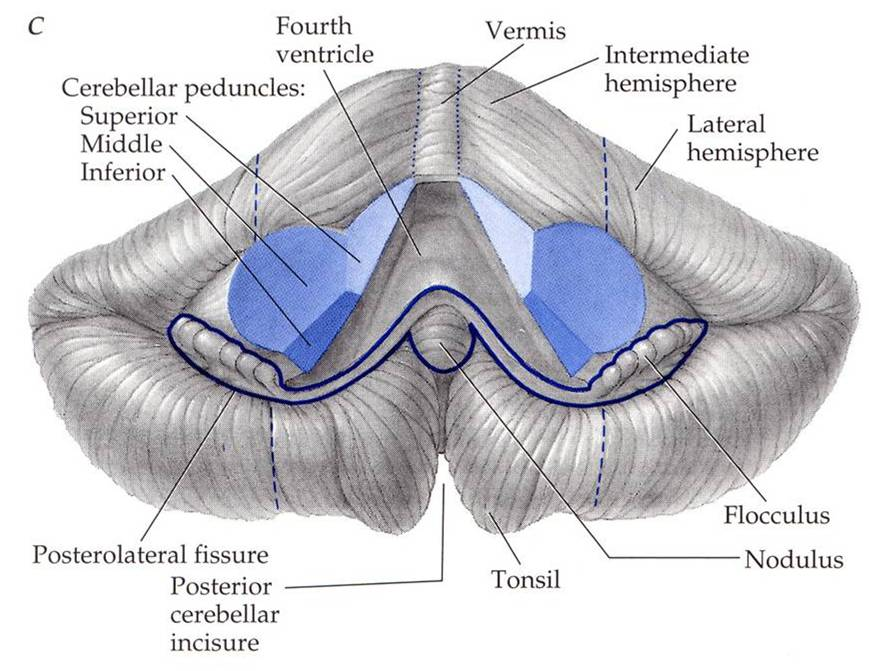 C
Fourth
ventricle
Vermis
Intermediate
hemisphere
Cerebellar peduncles:
Superior
Middle
Inferior
Lateral
hemisphere
Flocculus
Nodulus
Tonsil
Posterolateral fissure
Posterior
cerebellar
incisure